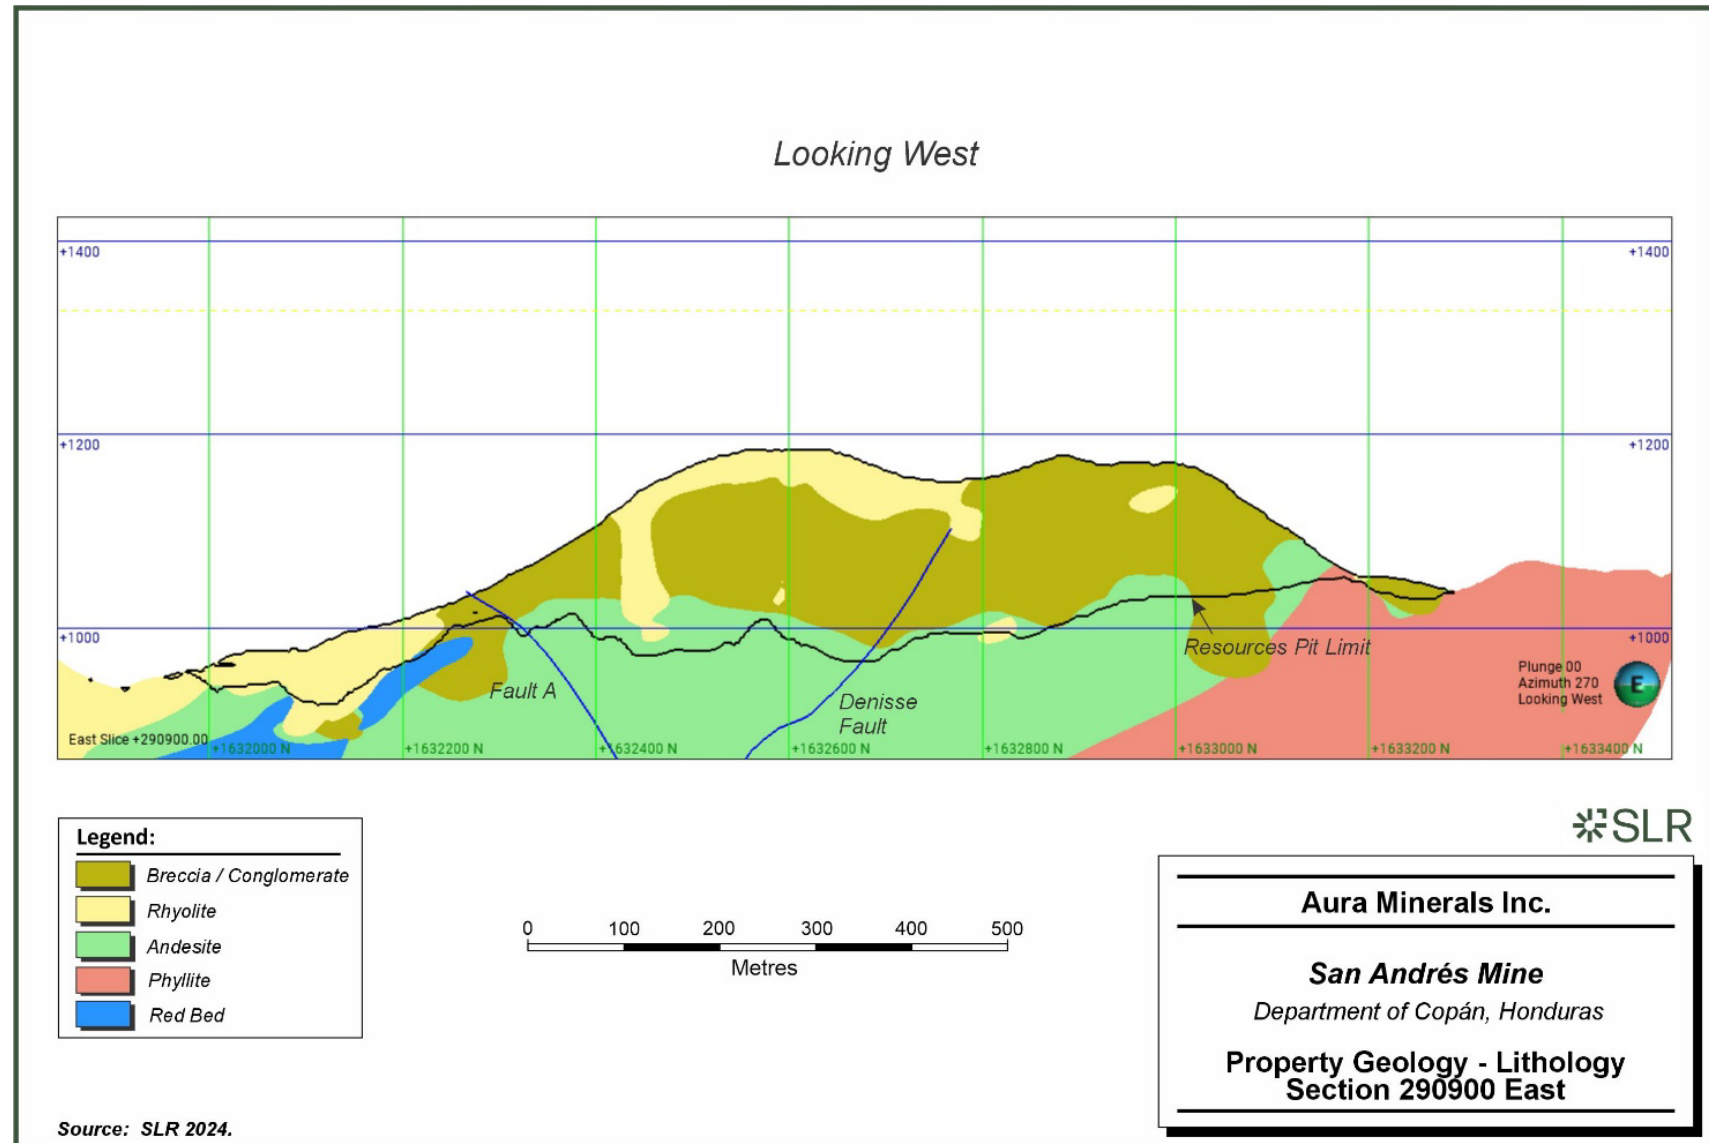 Looking West
+1400
+1400
+1200
+1200
+1000
+1000
Fault A
Denisse
Fault
Resources Pit Limit
Plunge 00
Azimuth 270
Looking West
E
East Slice +290900.00
+1632000 N
+1632200 N
+1632400 N
+1632600 N
+1632800 N
+1633000 N
+1633200 N
+1633400 N
Legend:
Breccia / Conglomerate
Rhyolite
Andesite
Phyllite
Red Bed
0 100 200 300 400 500
Metres
SLR
Aura Minerals Inc.
San Andrés Mine
Department of Copán, Honduras
Property Geology - Lithology
Section 290900 East
Source: SLR 2024.